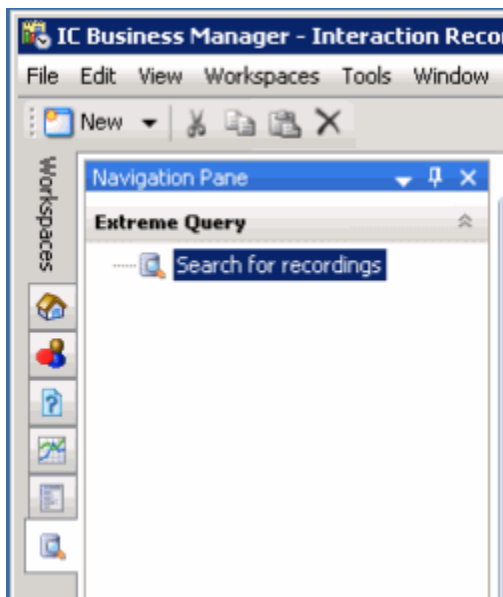 IC Business Manager - Interaction Reco
File Edit View Workspaces Tools Window
New
Workspaces
Navigation Pane
Extreme Query
Search for recordings